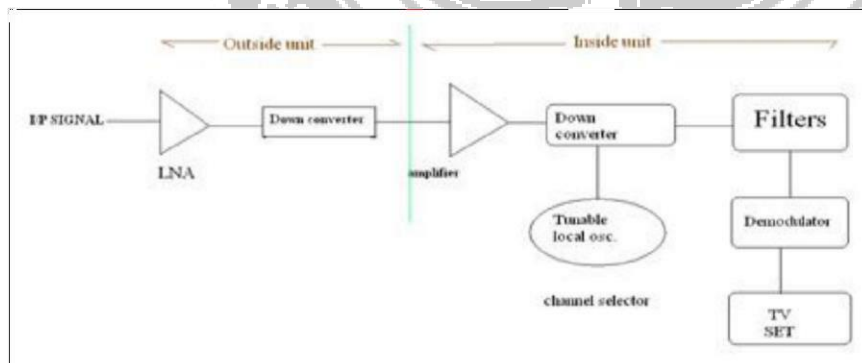 Outside unit
Inside unit
I/P SIGNAL
LNA
Down converter
amplifier
Down
converter
Filters
Tunable
local osc.
channel selector
Demodulator
TV
SET